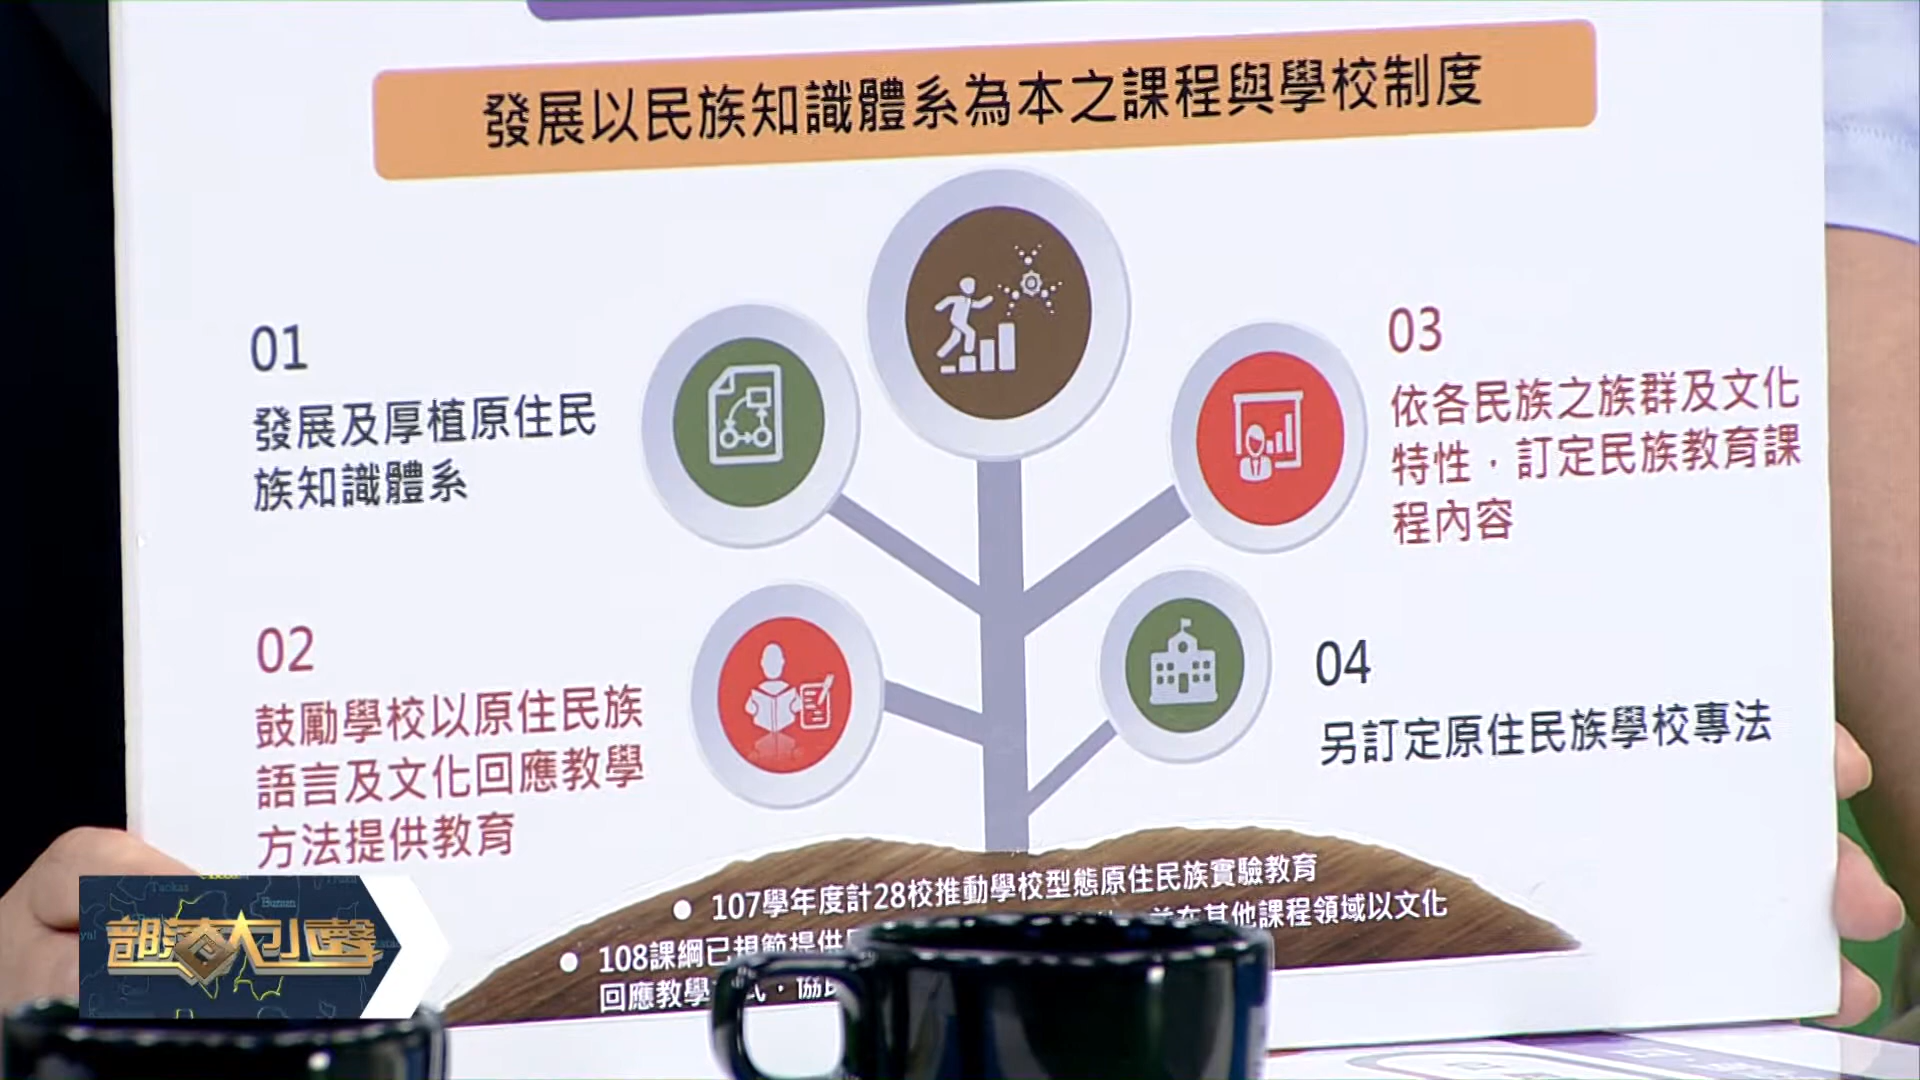 發展以民族知識體系為本之課程與學校制度
01
發展及厚植原住民
族知識體系
02
鼓勵學校以原住民族
語言及文化回應教學
方法提供教育
03
依各民族之族群及文化
特性，訂定民族教育課
程內容
04
另訂定原住民族學校專法
107學年度計28校推動學校型態原住民族實驗教育
108課綱已規範提供 並在其他課程領域以文化
回應教學
部落大小聲
Bunun